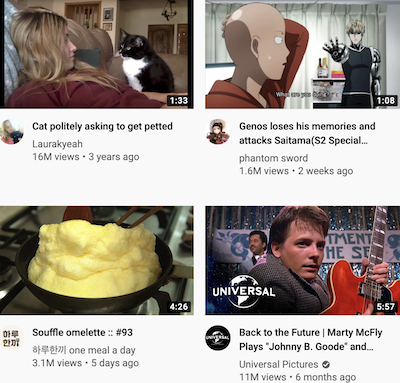 1:33
What are you
1:08
Cat politely asking to get petted
Laurakyeah
16M views • 3 years ago
Genos loses his memories and
attacks Saitama(S2 Special...
phantom sword
1.6M views • 2 weeks ago
4:26
UNIVERSAL
5:57
하루
한끼
Souffle omelette :: #93
하루한끼 one meal a day
3.1M views • 5 days ago
UNIVERSAL
Back to the Future | Marty McFly
Plays "Johnny B. Goode" and...
Universal Pictures
11M views • 6 months ago